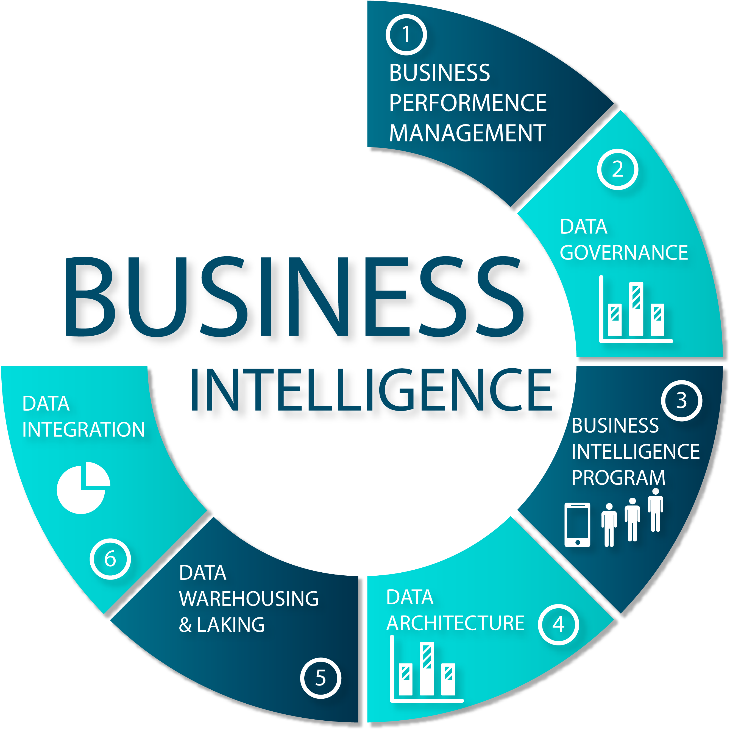 BUSINESS
INTELLIGENCE
1
BUSINESS
PERFORMENCE
MANAGEMENT
2
DATA
GOVERNANCE
3
BUSINESS
INTELLIGENCE
PROGRAM
DATA
ARCHITECTURE
4
DATA
WAREHOUSING
& LAKING
5
DATA
INTEGRATION
6